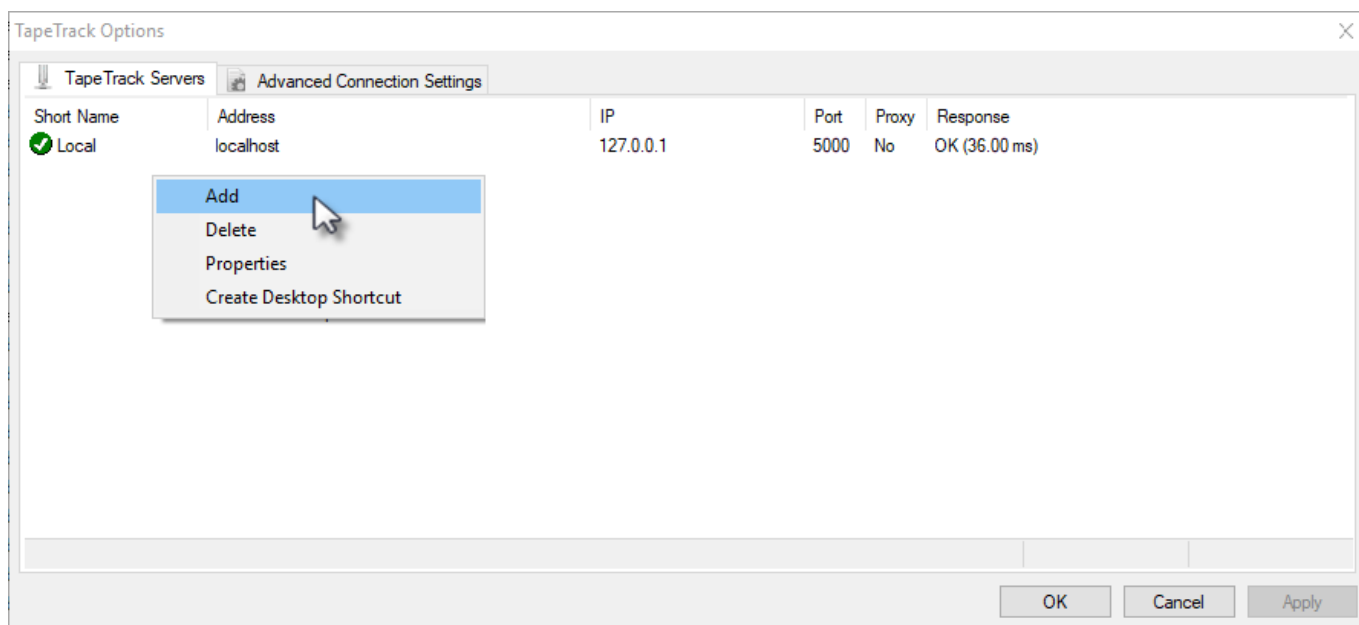 TapeTrack Options
TapeTrack Servers Advanced Connection Settings
Short Name Address IP Port Proxy Response
Local localhost 127.0.0.1 5000 No OK (36.00 ms)
Add
Delete
Properties
Create Desktop Shortcut
OK Cancel Apply